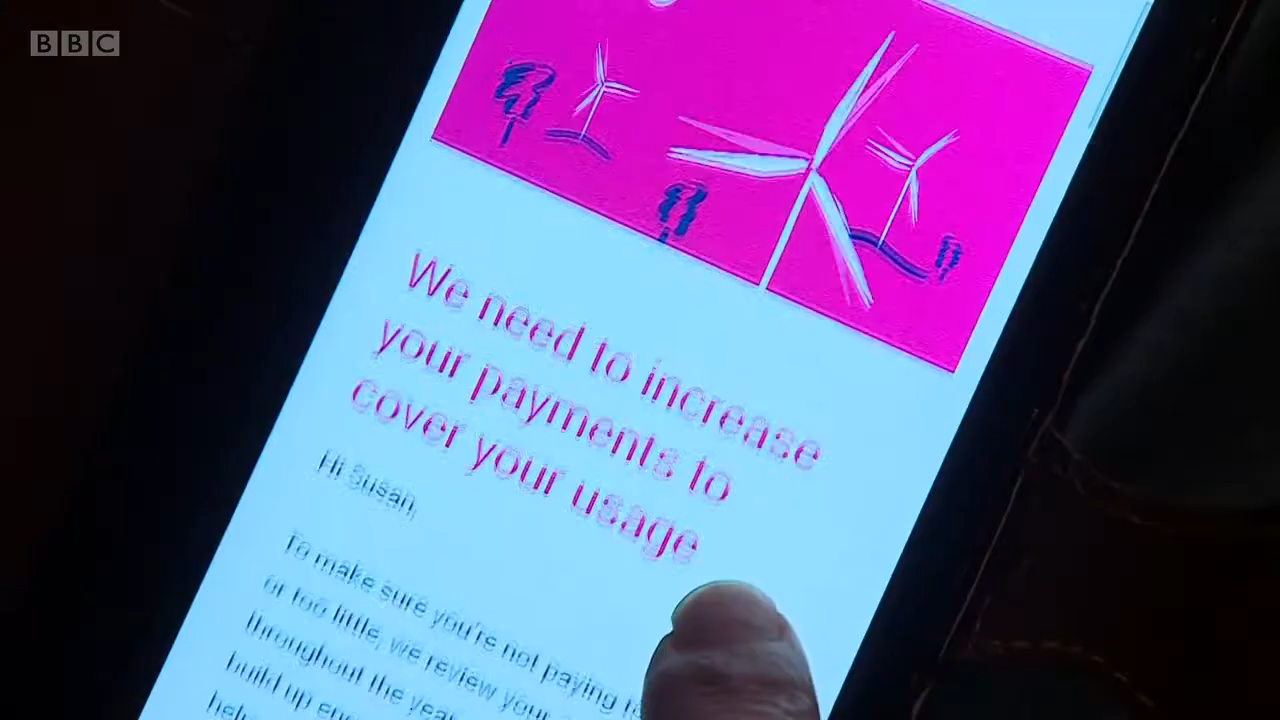 BBC
We need to increase
your payments to
cover your usage
Hi Susan,
To make sure you're not paying
or too little, we review your
throughout the year
build up